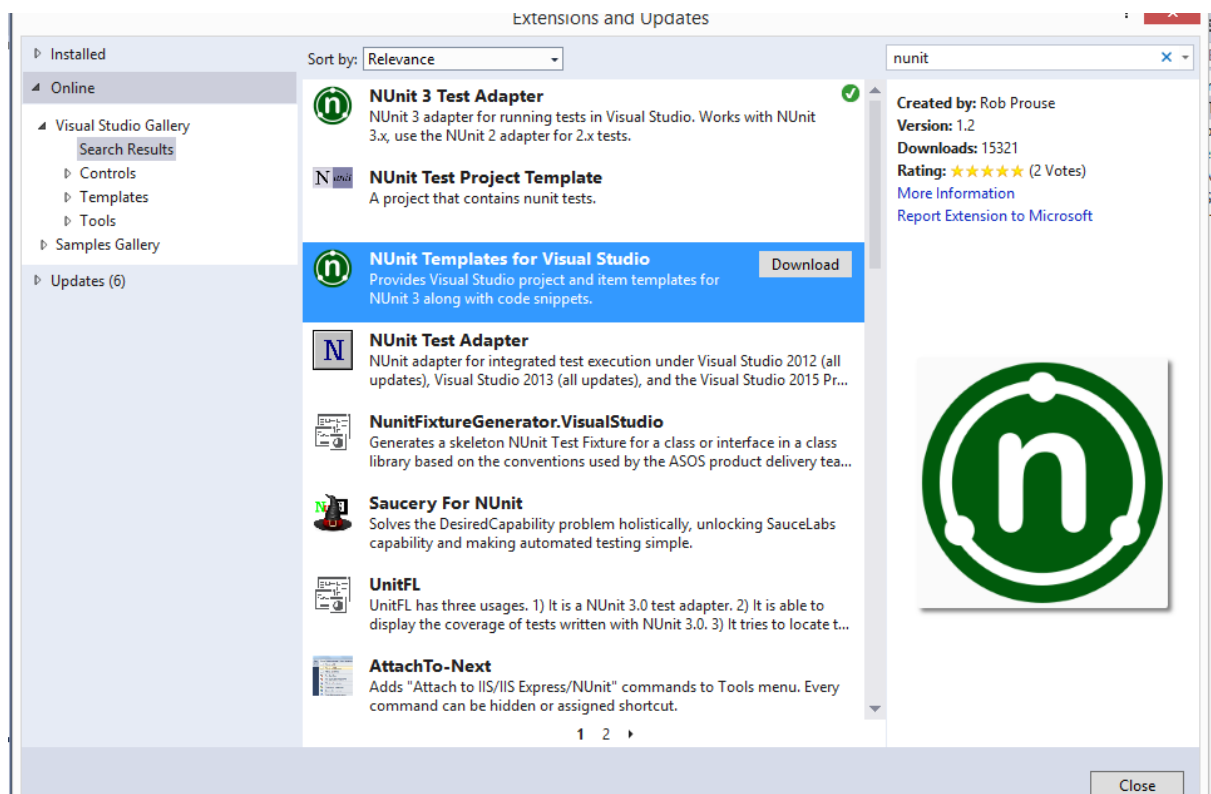 Extensions and Updates
Installed
Online
Visual Studio Gallery
Search Results
Controls
Templates
Tools
Samples Gallery
Updates (6)
Sort by: Relevance
NUnit 3 Test Adapter
NUnit 3 adapter for running tests in Visual Studio. Works with NUnit
3.x, use the NUnit 2 adapter for 2.x tests.
NUnit Test Project Template
A project that contains nunit tests.
NUnit Templates for Visual Studio
Provides Visual Studio project and item templates for
NUnit 3 along with code snippets.
Download
NUnit Test Adapter
NUnit adapter for integrated test execution under Visual Studio 2012 (all
updates), Visual Studio 2013 (all updates), and the Visual Studio 2015 Pr...
NunitFixtureGenerator.VisualStudio
Generates a skeleton NUnit Test Fixture for a class or interface in a class
library based on the conventions used by the ASOS product delivery tea...
Saucery For NUnit
Solves the DesiredCapability problem holistically, unlocking SauceLabs
capability and making automated testing simple.
UnitFL
UnitFL has three usages. 1) It is a NUnit 3.0 test adapter. 2) It is able to
display the coverage of tests written with NUnit 3.0. 3) It tries to locate t...
AttachTo-Next
Adds "Attach to IIS/IIS Express/NUnit" commands to Tools menu. Every
command can be hidden or assigned shortcut.
1 2
nunit
Created by: Rob Prouse
Version: 1.2
Downloads: 15321
Rating: (2 Votes)
More Information
Report Extension to Microsoft
n
Close